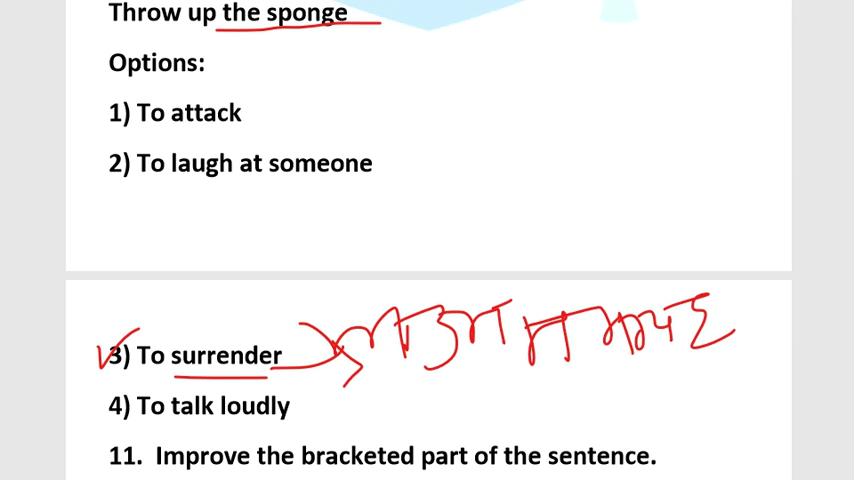 Throw up the sponge
Options:
1) To attack
2) To laugh at someone
3) To surrender
4) To talk loudly
11. Improve the bracketed part of the sentence.